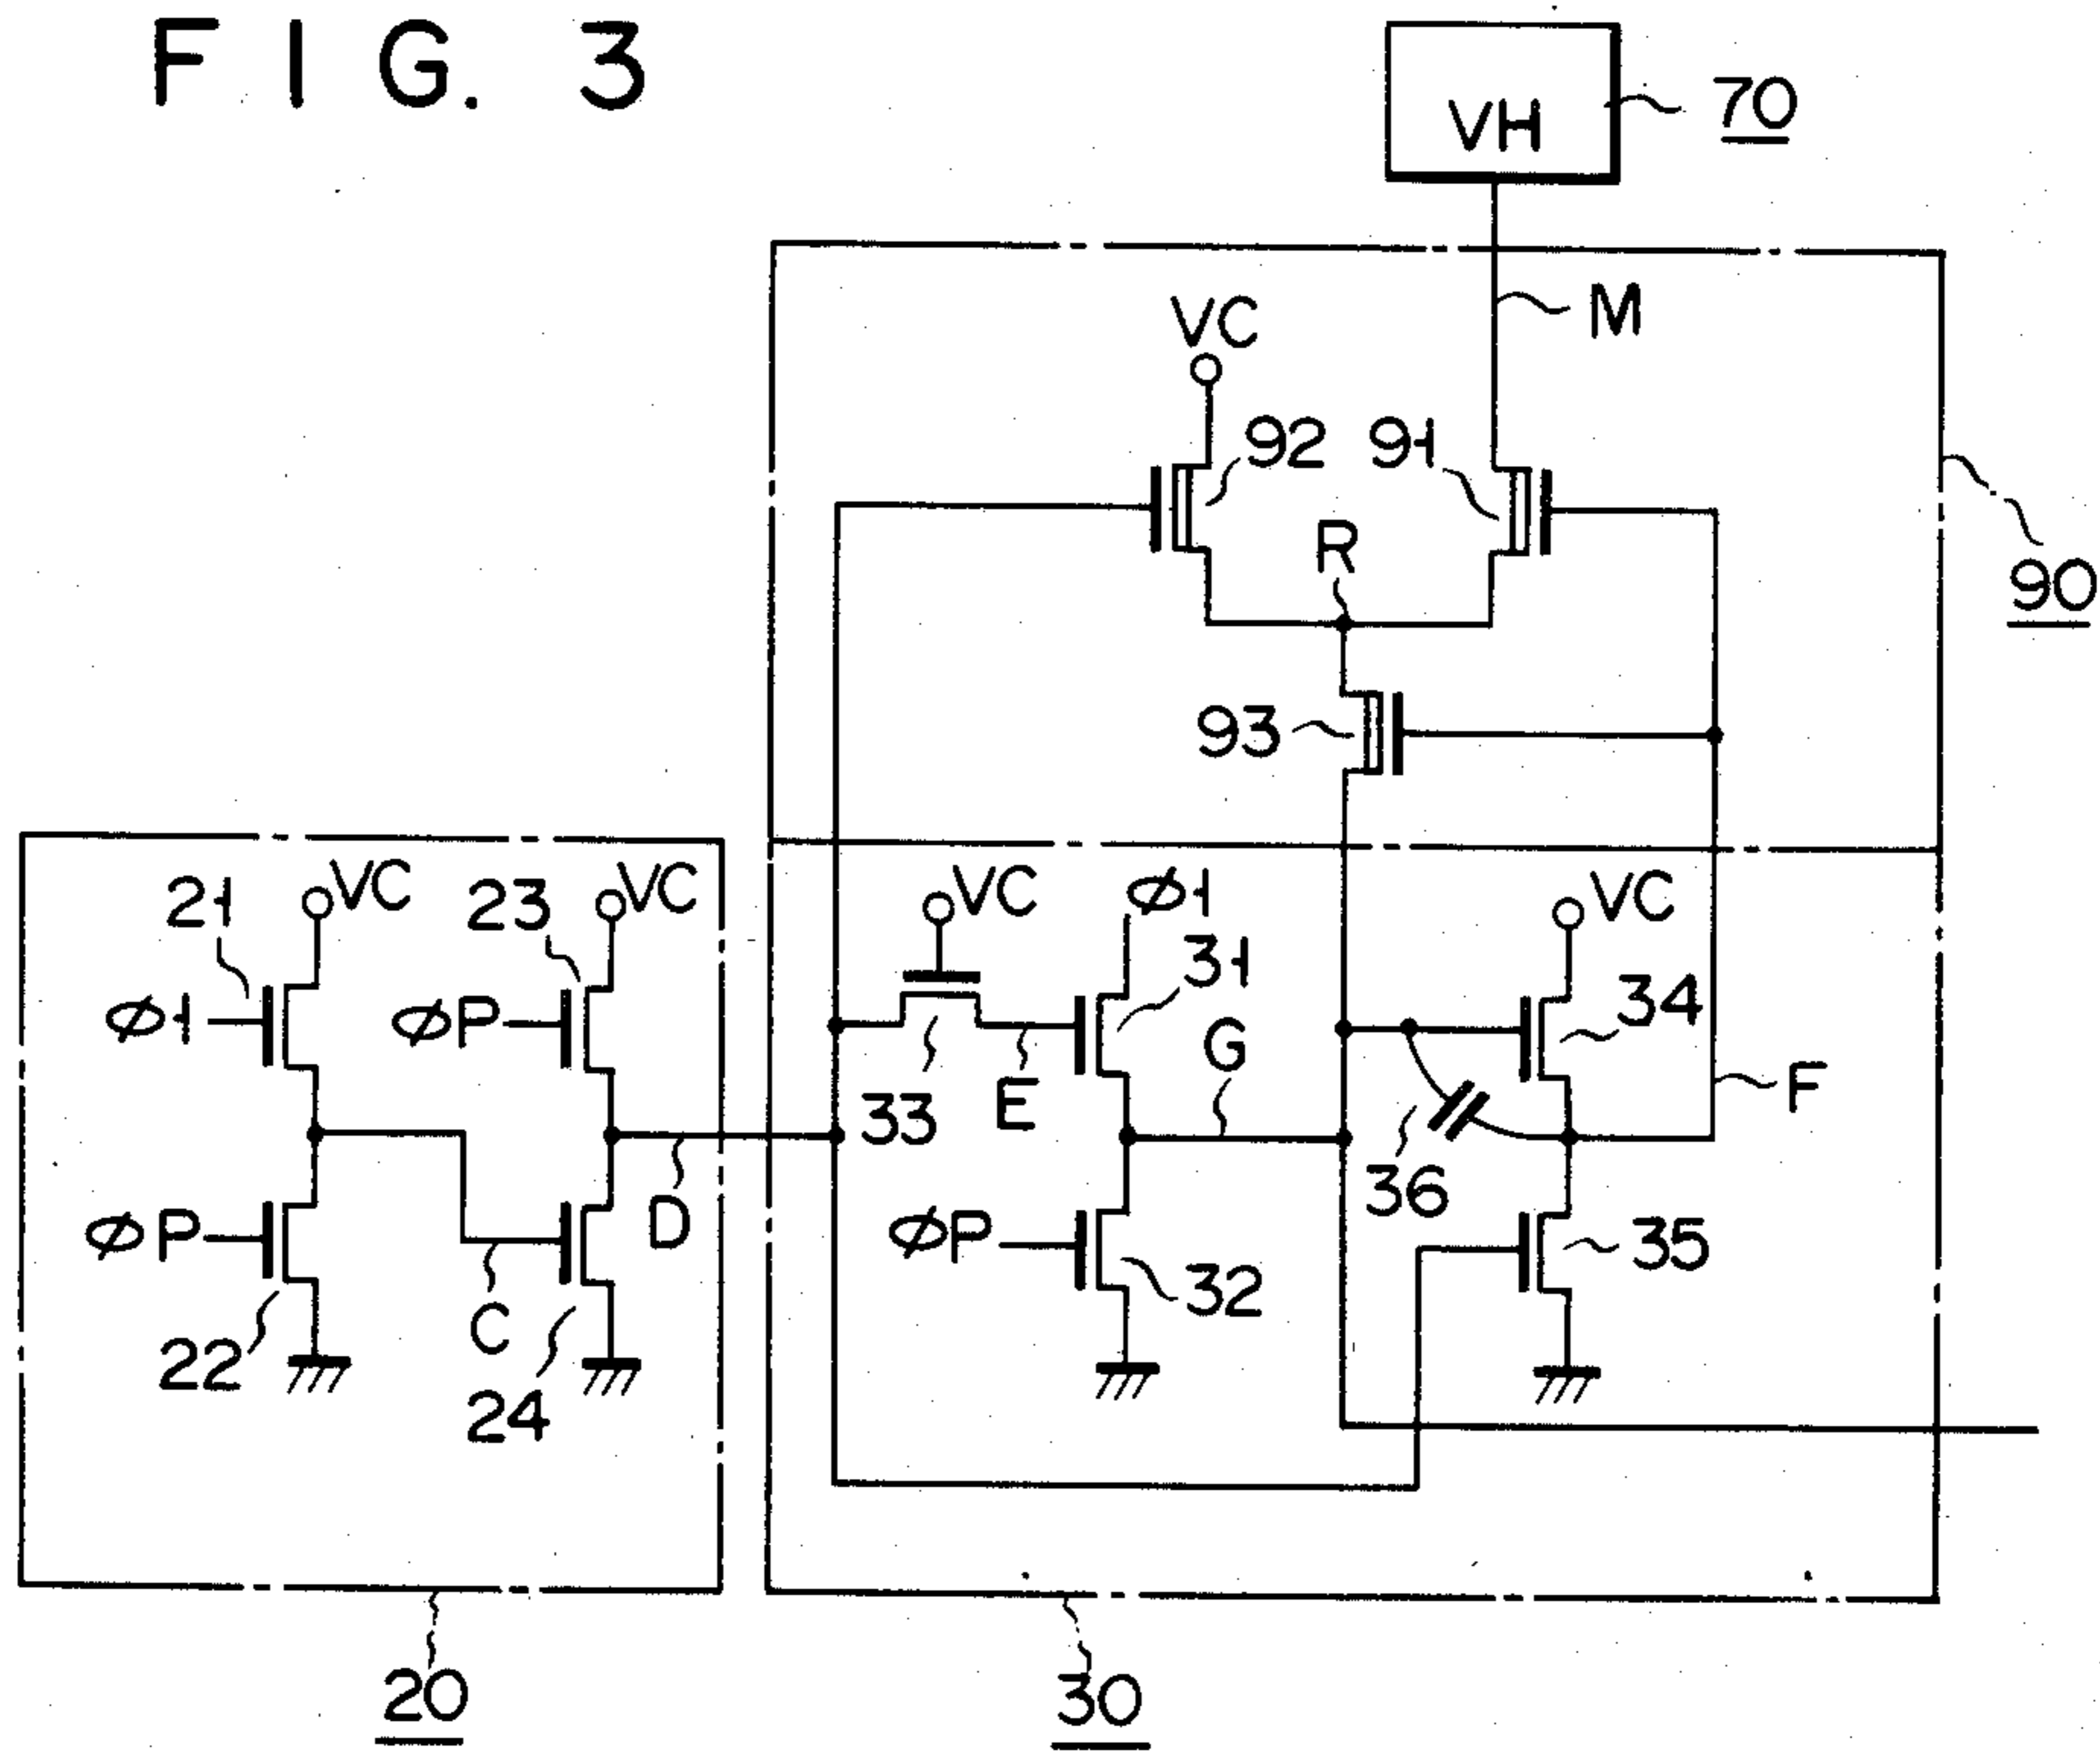 FIG. 3
VH
70
M
VC
92
91
R
90
93
21
VC
23
VC
VC
φ1
31
VC
34
φ1
φP
G
F
33
E
36
D
φP
φP
35
C
32
22
24
20
30